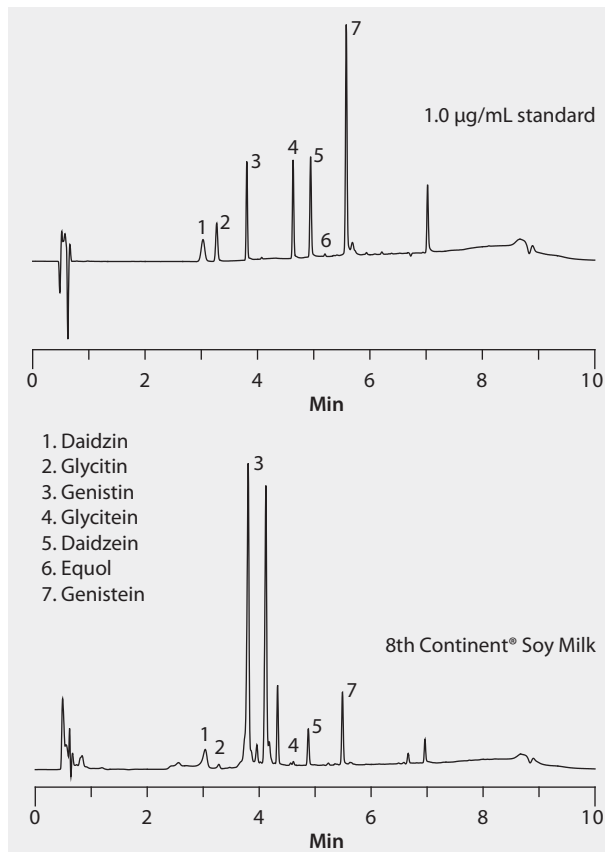 7
1.0 µg/mL standard
3
4
5
1
2
6
0
2
4
6
8
10
Min
1. Daidzin
2. Glycitin
3. Genistin
4. Glycitein
5. Daidzein
6. Equol
7. Genistein
3
8th Continent® Soy Milk
7
1
5
2
4
0
2
4
6
8
10
Min